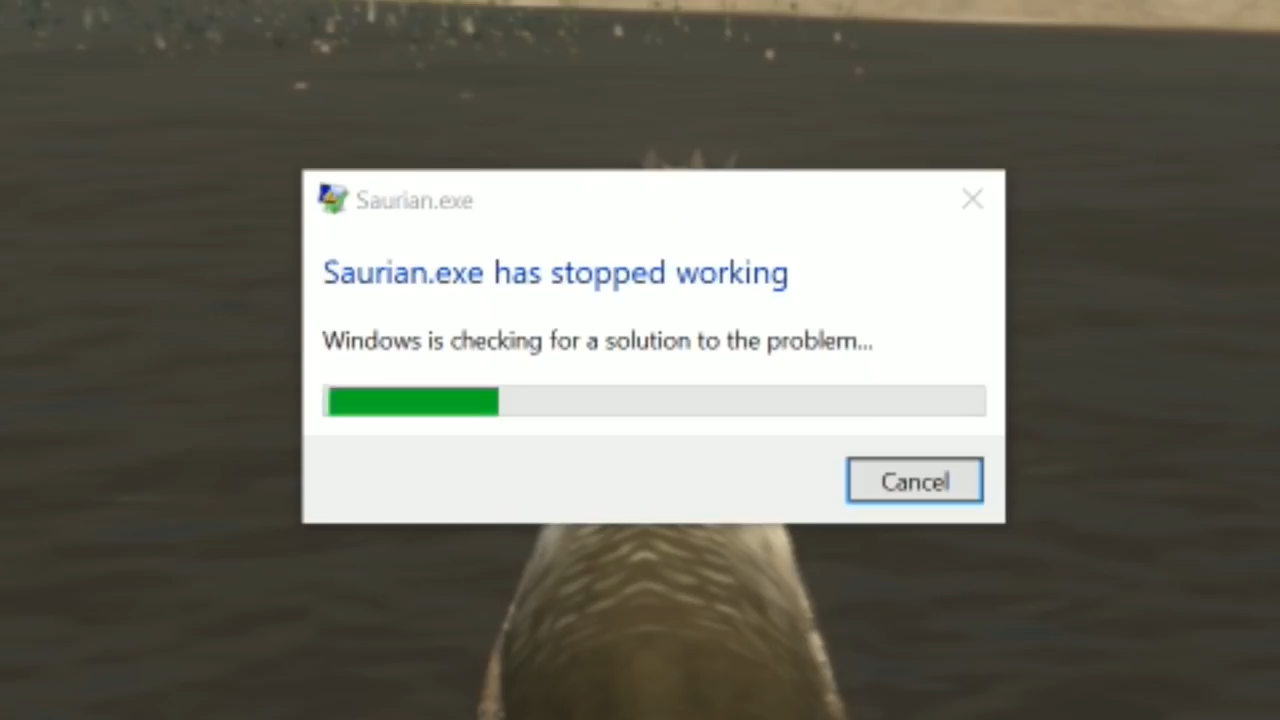 Saurian.exe
Saurian.exe has stopped working
Windows is checking for a solution to the problem...
Cancel